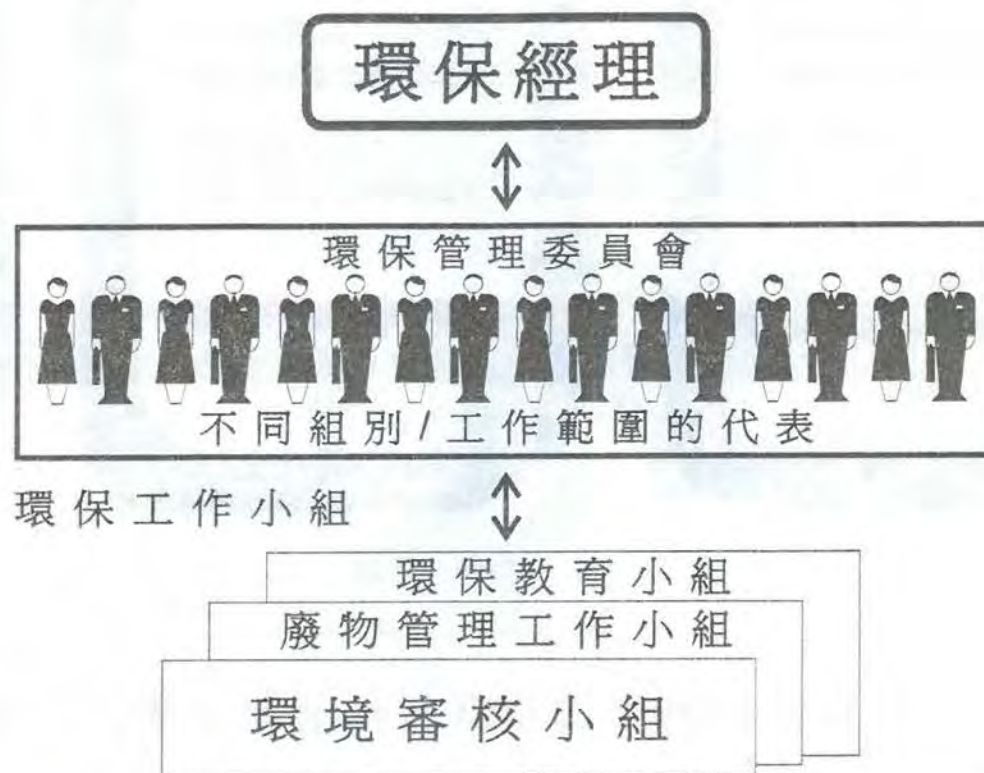 環保經理
環保管理委員會
不同組別/工作範圍的代表
環保工作小組
環保教育小組
廢物管理工作小組
環境審核小組